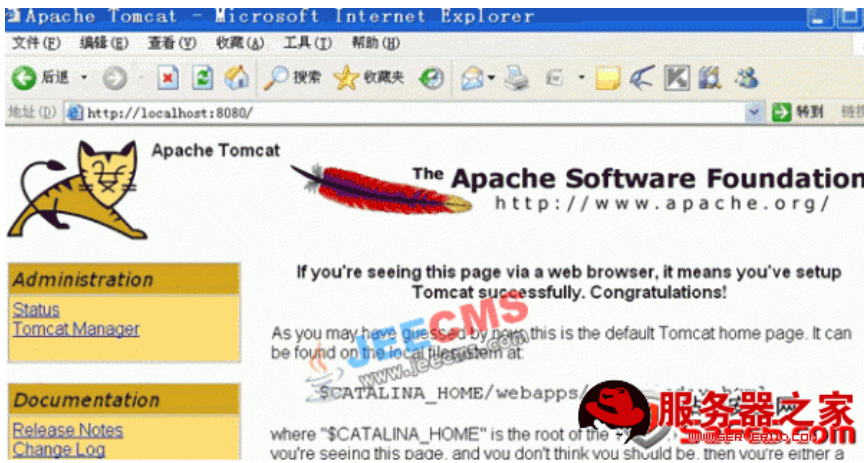 Apache Tomcat - Microsoft Internet Explorer
文件(F) 编辑(E) 查看(V) 收藏(A) 工具(T) 帮助(H)
后退 搜索 收藏夹
地址(D) http://localhost:8080/ 转到
Apache Tomcat
The Apache Software Foundation
http://www.apache.org/
Administration
Status
Tomcat Manager
Documentation
Release Notes
Change Log
If you're seeing this page via a web browser, it means you've setup
Tomcat successfully. Congratulations!
As you may have guessed by now, this is the default Tomcat home page. It can
be found on the local filesystem at:
$CATALINA_HOME/webapps/
where "$CATALINA_HOME" is the root of the
you're seeing this page, and you don't think you should be, then you're either a
JEECMS
www.jeecms.com
服务器之家